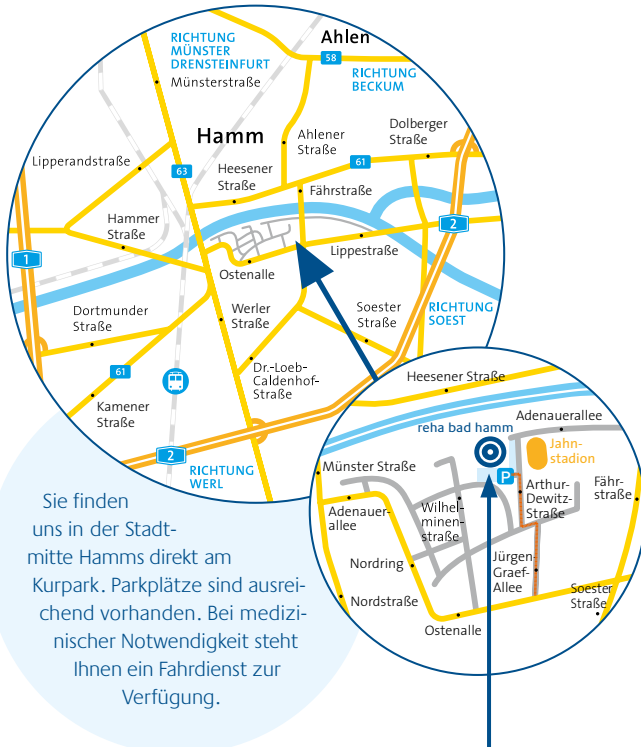 Ahlen
RICHTUNG
MÜNSTER
DRENSTEINFURT
58
RICHTUNG
BECKUM
Münsterstraße
Hamm
Ahlener
Straße
Dolberger
Straße
Lipperandstraße
63
Heesener
Straße
61
Fährstraße
Hammer
Straße
2
1
Lippestraße
Ostenalle
Dortmunder
Straße
Werler
Straße
Soester
Straße
RICHTUNG
SOEST
61
Dr.-Loeb-
Caldenhof-
Straße
Kamener
Straße
2
RICHTUNG
WERL
Heesener Straße
Adenauerallee
reha bad hamm
Jahn-
stadion
Münster Straße
P
Arthur-
Dewitz-
Straße
Fähr-
straße
Adenauer-
allee
Wilhel-
minen-
straße
Nordring
Jürgen-
Graef-
Allee
Nordstraße
Soester
Straße
Ostenalle
Sie finden
uns in der Stadt-
mitte Hamms direkt am
Kurpark. Parkplätze sind ausrei-
chend vorhanden. Bei medizi-
nischer Notwendigkeit steht
Ihnen ein Fahrdienst zur
Verfügung.